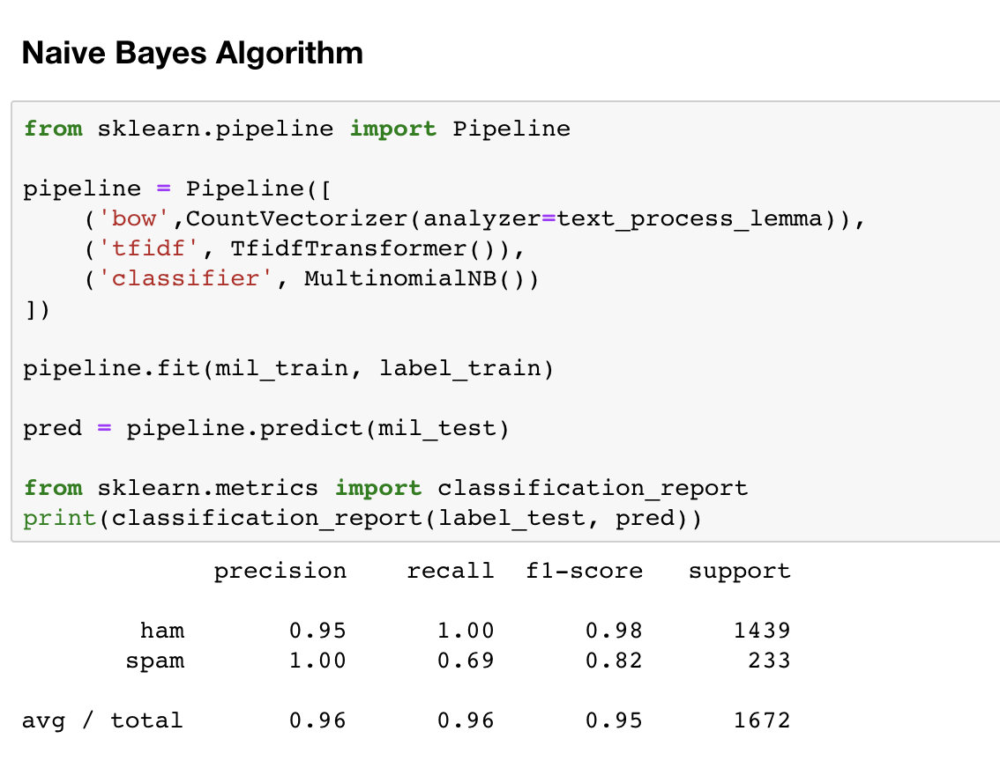 Naive Bayes Algorithm
from sklearn.pipeline import Pipeline
pipeline = Pipeline([
    ('bow',CountVectorizer(analyzer=text_process_lemma)),
    ('tfidf', TfidfTransformer()),
    ('classifier', MultinomialNB())
])
pipeline.fit(mil_train, label_train)
pred = pipeline.predict(mil_test)
from sklearn.metrics import classification_report
print(classification_report(label_test, pred))
precision recall f1-score support
ham 0.95 1.00 0.98 1439
spam 1.00 0.69 0.82 233
avg / total 0.96 0.96 0.95 1672